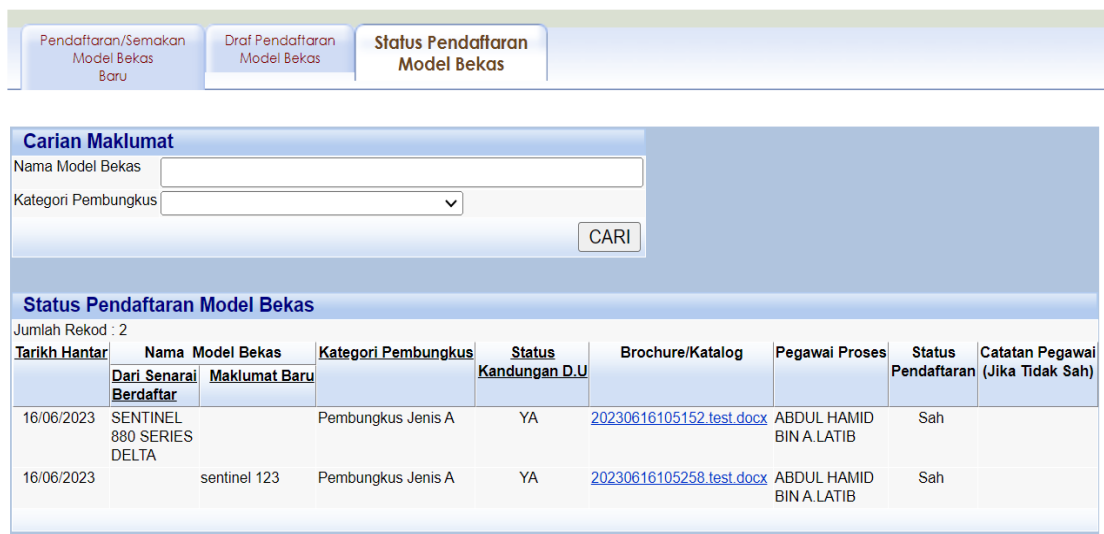 Pendaftaran/Semakan
Model Bekas
Baru
Draf Pendaftaran
Model Bekas
Status Pendaftaran
Model Bekas
Carian Maklumat
Nama Model Bekas
Kategori Pembungkus
CARI
Status Pendaftaran Model Bekas
Jumlah Rekod : 2
Tarikh Hantar Nama Model Bekas Kategori Pembungkus Status Brochure/Katalog Pegawai Proses Status Catatan Pegawai
Dari Senarai Maklumat Baru Kandungan D.U Pendaftaran (Jika Tidak Sah)
Berdaftar
16/06/2023 SENTINEL Pembungkus Jenis A YA 20230616105152.test.docx ABDUL HAMID Sah
880 SERIES BIN A.LATIB
DELTA
16/06/2023 sentinel 123 Pembungkus Jenis A YA 20230616105258.test.docx ABDUL HAMID Sah
BIN A.LATIB